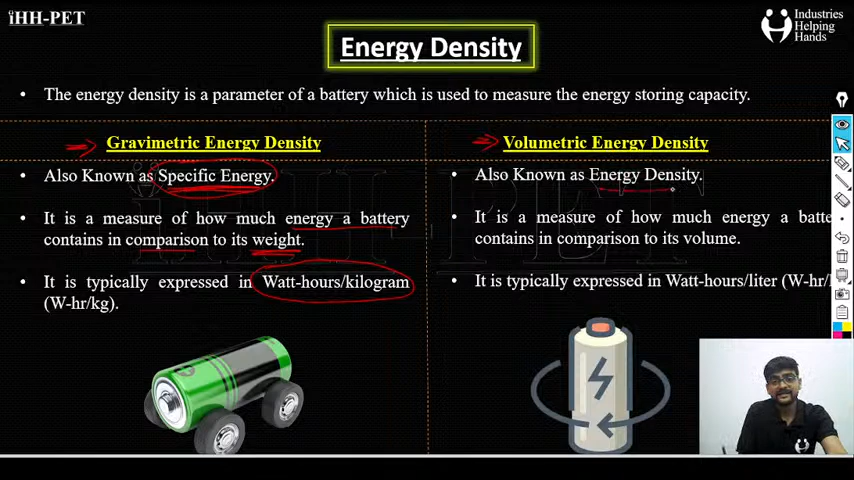 iHH-PET
Industries
Helping
Hands
Energy Density
• The energy density is a parameter of a battery which is used to measure the energy storing capacity.
Gravimetric Energy Density
• Also Known as Specific Energy.
• It is a measure of how much energy a battery
contains in comparison to its weight.
• It is typically expressed in Watt-hours/kilogram
(W-hr/kg).
Volumetric Energy Density
• Also Known as Energy Density.
• It is a measure of how much energy a batte
contains in comparison to its volume.
• It is typically expressed in Watt-hours/liter (W-hr/
iHH-PET